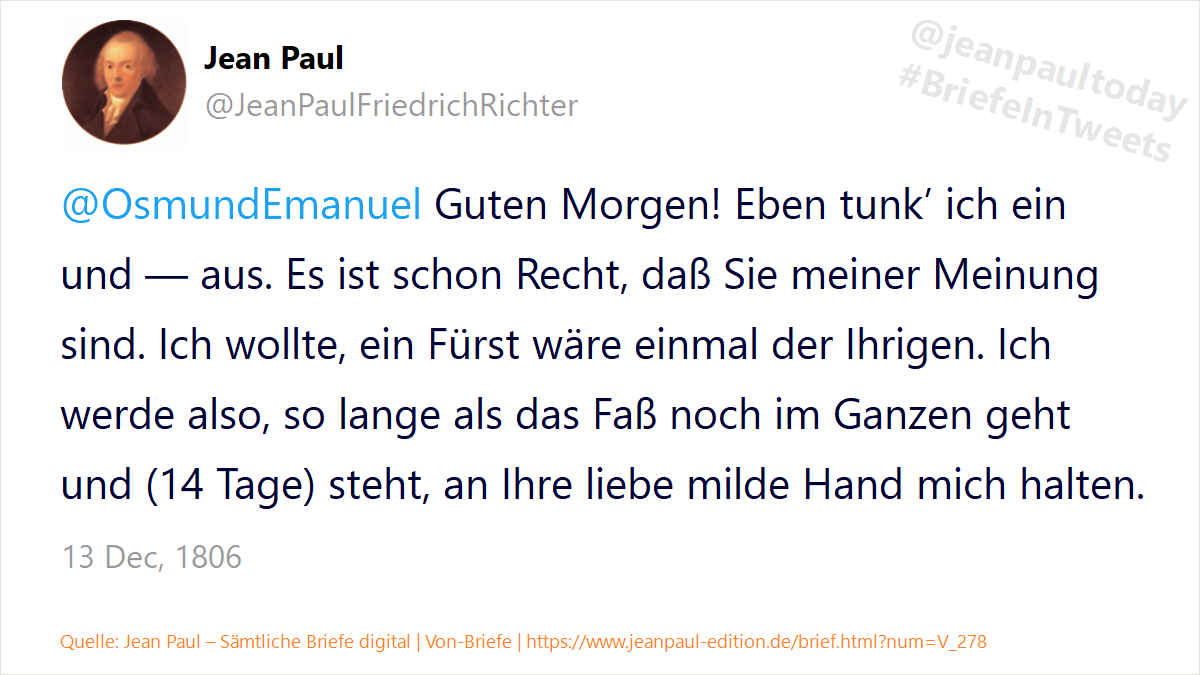 Jean Paul
@JeanPaulFriedrichRichter
@jeanpaultoday
#BriefeInTweets
@OsmundEmanuel Guten Morgen! Eben tunk’ ich ein
und — aus. Es ist schon Recht, daß Sie meiner Meinung
sind. Ich wollte, ein Fürst wäre einmal der Ihrigen. Ich
werde also, so lange als das Faß noch im Ganzen geht
und (14 Tage) steht, an Ihre liebe milde Hand mich halten.
13 Dec, 1806
Quelle: Jean Paul – Sämtliche Briefe digital | Von-Briefe | https://www.jeanpaul-edition.de/brief.html?num=V_278